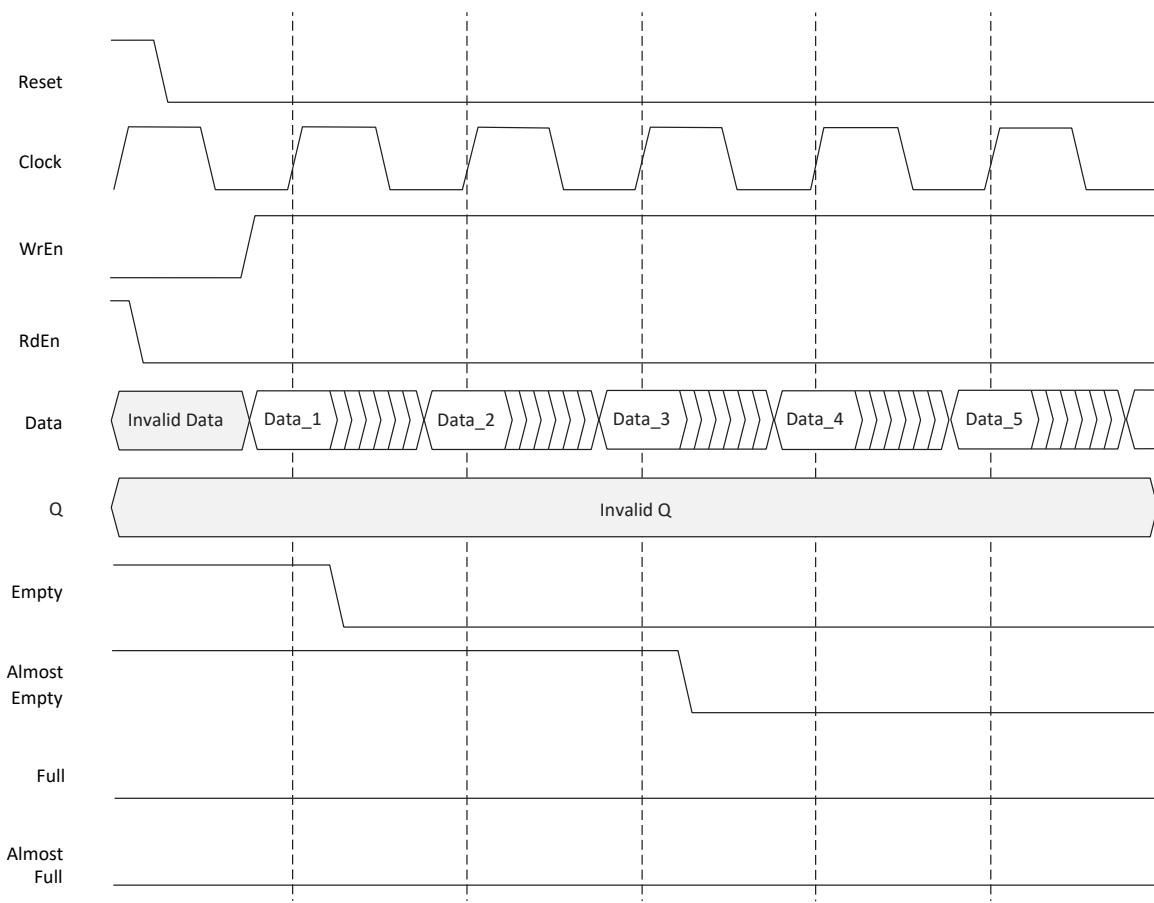 Reset
Clock
WrEn
RdEn
Data
Invalid Data
Data_1
Data_2
Data_3
Data_4
Data_5
Q
Invalid Q
Empty
Almost
Empty
Full
Almost
Full